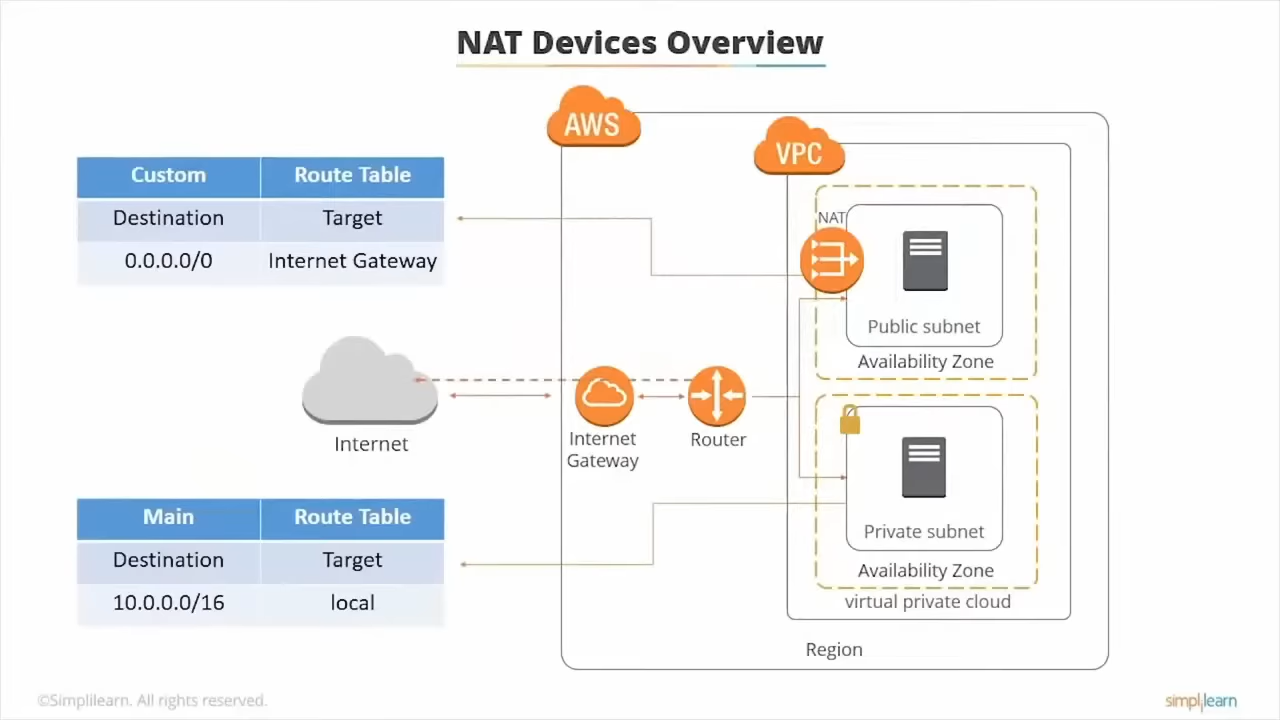 NAT Devices Overview
AWS
VPC
Custom Route Table
Destination Target
0.0.0.0/0 Internet Gateway
NAT
Public subnet
Availability Zone
Internet
Internet
Gateway
Router
Main Route Table
Destination Target
10.0.0.0/16 local
Private subnet
Availability Zone
virtual private cloud
Region
©Simplilearn. All rights reserved.
simplilearn